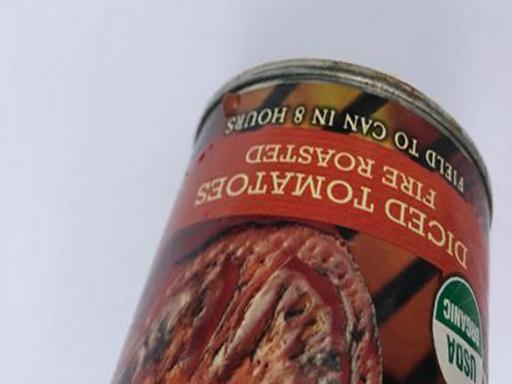 DICED TOMATOES
FIRE ROASTED
FIELD TO CAN IN 8 HOURS
USDA
ORGANIC